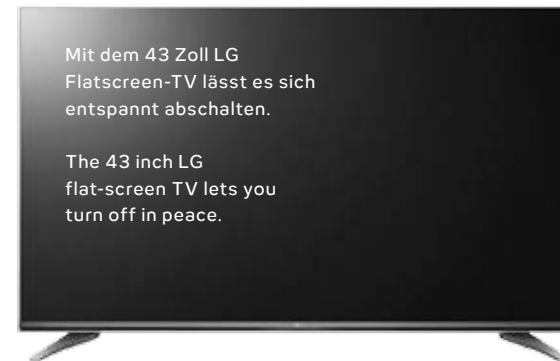 Mit dem 43 Zoll LG
Flatscreen-TV lässt es sich
entspannt abschalten.
The 43 inch LG
flat-screen TV lets you
turn off in peace.